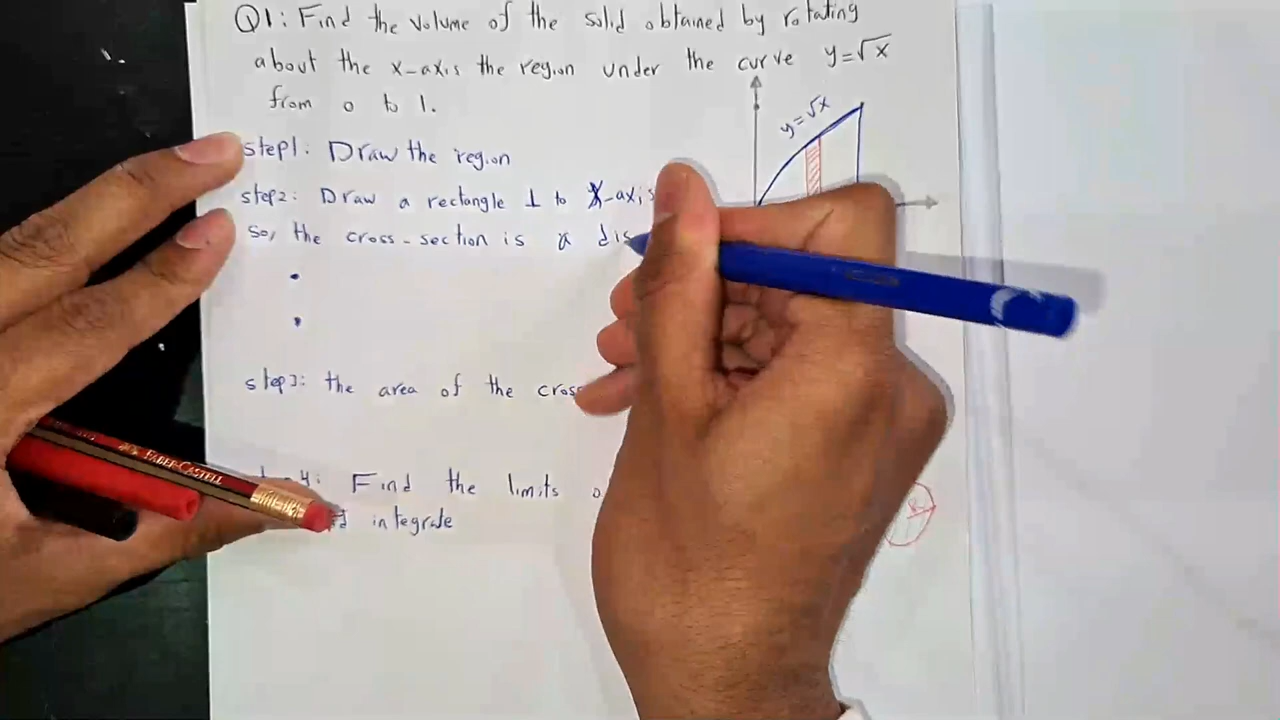 Q1: Find the volume of the solid obtained by rotating
about the x-axis the region under the curve y=√x
from 0 to 1.
y=√x
step1: Draw the region
step2: Draw a rectangle ⊥ to X-axis
so, the cross-section is a dis
step3: the area of the cross
FABER-CASTELL
4: Find the limits
integrate
R